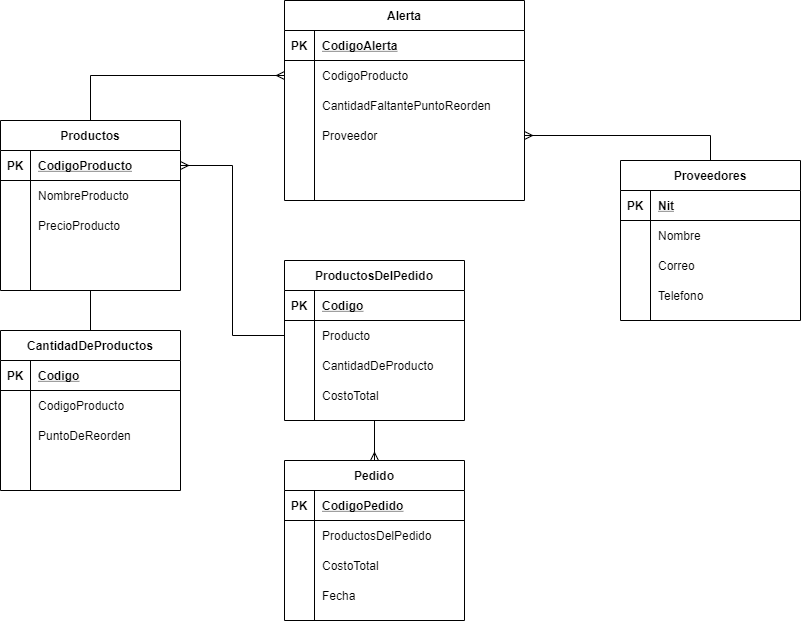 Alerta
PK CodigoAlerta
CodigoProducto
CantidadFaltantePuntoReorden
Proveedor
Productos
PK CodigoProducto
NombreProducto
PrecioProducto
Proveedores
PK Nit
Nombre
Correo
Telefono
ProductosDelPedido
PK Codigo
Producto
CantidadDeProducto
CostoTotal
CantidadDeProductos
PK Codigo
CodigoProducto
PuntoDeReorden
Pedido
PK CodigoPedido
ProductosDelPedido
CostoTotal
Fecha